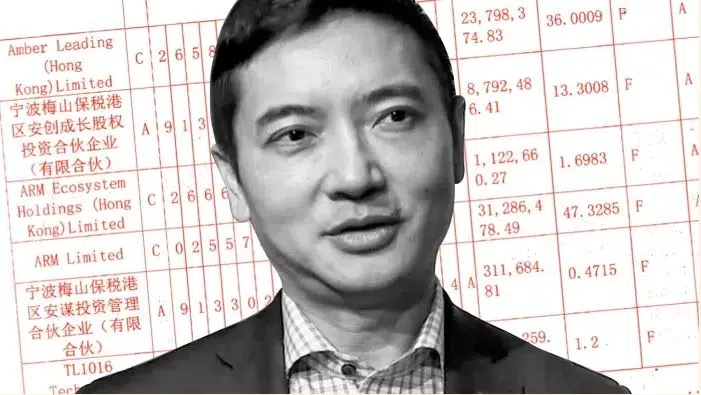 Amber Leading
(Hong
Kong)Limited
C 2 6 5 8
23,798,3
74.83
36.0009
F
A
宁波梅山保税港
区安创成长股权
投资合伙企业
（有限合伙）
A 9 1 3
8,792,48
6.41
13.3008
F
A
ARM Ecosystem
Holdings (Hong
Kong)Limited
C 2 6 6 6
1,122,66
0.27
1.6983
F
A
ARM Limited
C 0 2 5 5 7
31,286,4
78.49
47.3285
F
A
宁波梅山保税港
区安谋投资管理
合伙企业（有限
合伙）
A 9 1 3 3 0 2
4 A
311,684.
81
0.4715
F
TL1016
259.
1.2
F